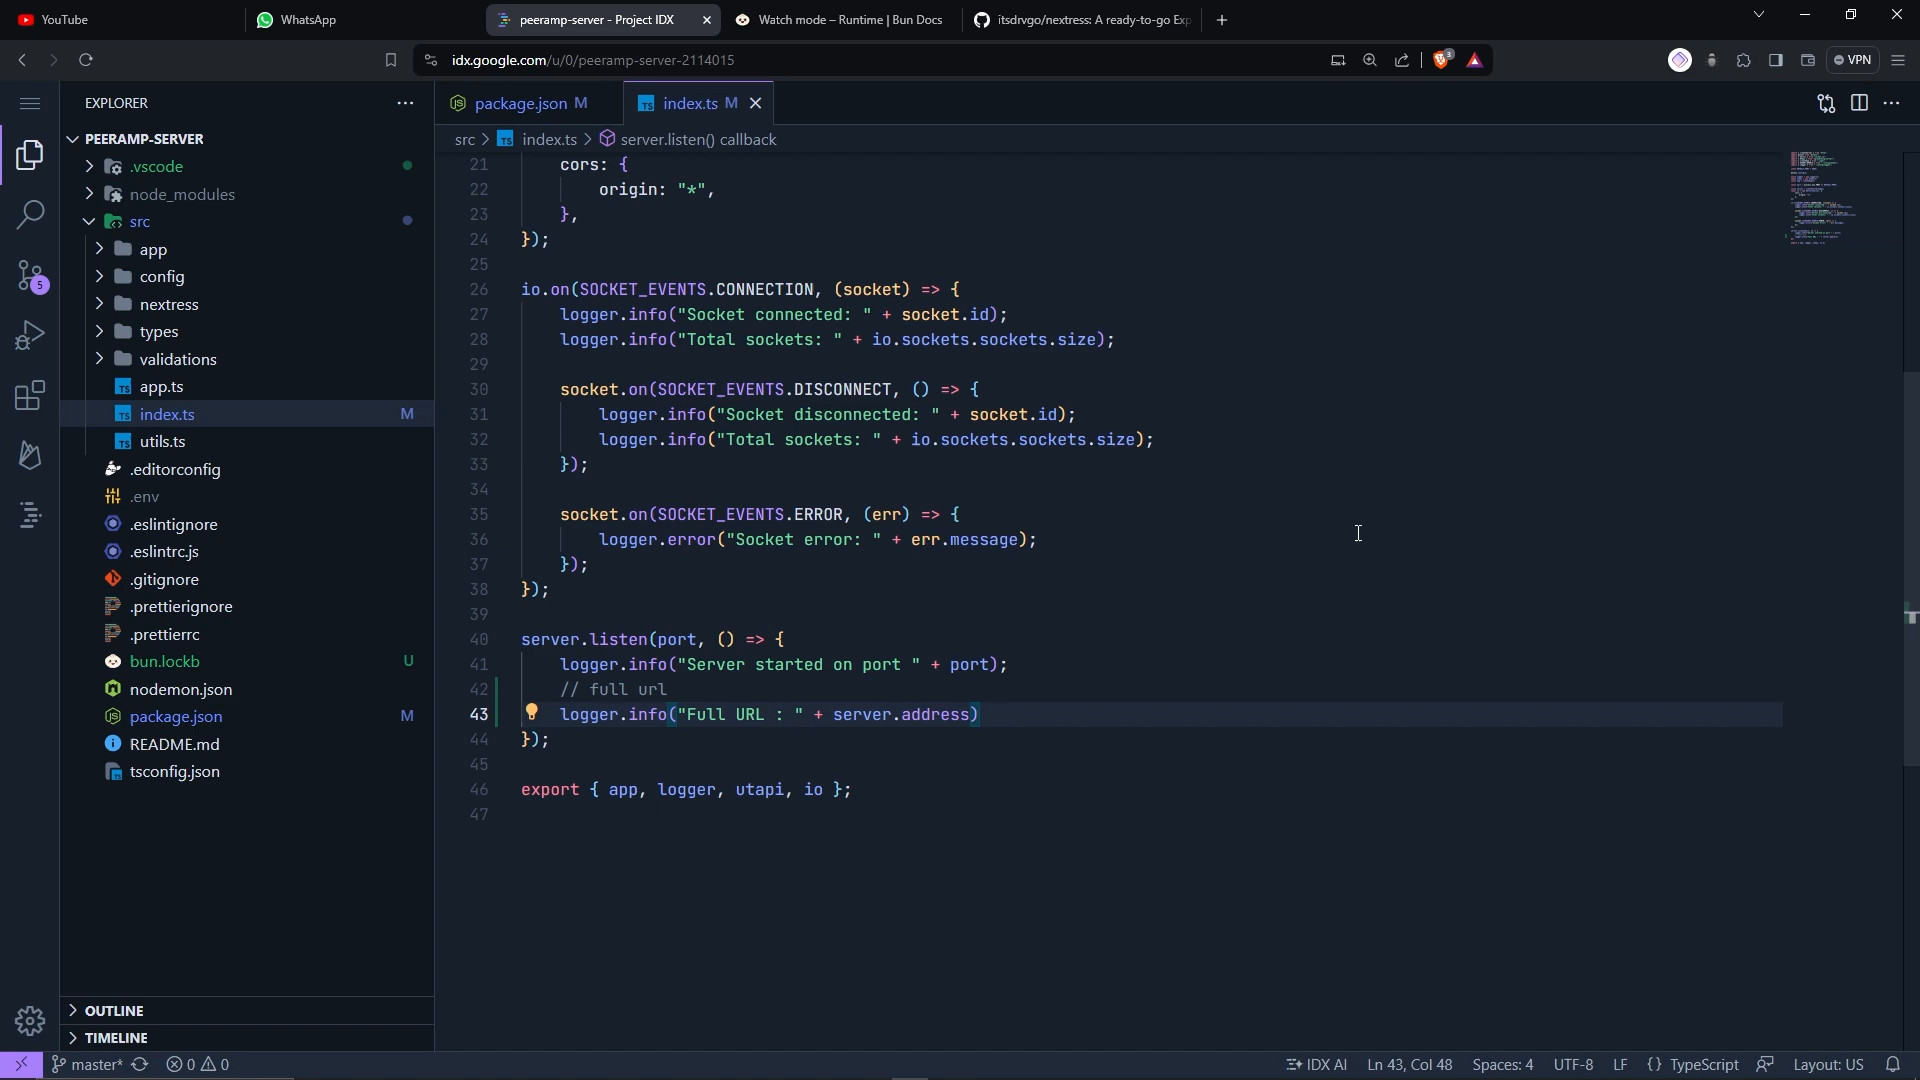 YouTube
WhatsApp
peeramp-server - Project IDX
Watch mode – Runtime | Bun Docs
itsdrvgo/nextress: A ready-to-go Exp
idx.google.com/u/0/peeramp-server-2114015
3
VPN
EXPLORER
PEERAMP-SERVER
.vscode
node_modules
src
app
config
nextress
types
validations
TS app.ts
TS index.ts M
TS utils.ts
.editorconfig
.env
.eslintignore
.eslintrc.js
.gitignore
.prettierignore
.prettierrc
bun.lockb U
nodemon.json
package.json M
README.md
tsconfig.json
OUTLINE
TIMELINE
5
package.json M
TS index.ts M
src > TS index.ts > server.listen() callback
21 cors: {
22 origin: "*",
23 },
24 });
25
26 io.on(SOCKET_EVENTS.CONNECTION, (socket) => {
27 logger.info("Socket connected: " + socket.id);
28 logger.info("Total sockets: " + io.sockets.sockets.size);
29
30 socket.on(SOCKET_EVENTS.DISCONNECT, () => {
31 logger.info("Socket disconnected: " + socket.id);
32 logger.info("Total sockets: " + io.sockets.sockets.size);
33 });
34
35 socket.on(SOCKET_EVENTS.ERROR, (err) => {
36 logger.error("Socket error: " + err.message);
37 });
38 });
39
40 server.listen(port, () => {
41 logger.info("Server started on port " + port);
42 // full url
43 logger.info("Full URL : " + server.address)
44 });
45
46 export { app, logger, utapi, io };
47
master* 0 0
IDX AI Ln 43, Col 48 Spaces: 4 UTF-8 LF {} TypeScript Layout: US